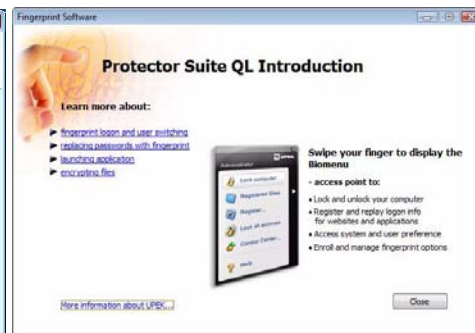 Fingerprint Software
Protector Suite QL Introduction
Learn more about:
fingerprint logon and user switching
replacing passwords with fingerprint
launching application
encrypting files
UPEK
Administrator
Lock computer
Registered Sites
Register...
Lock all archives
Control Center...
Help
Swipe your finger to display the
Biomenu
- access point to:
• Lock and unlock your computer
• Register and replay logon info
for websites and applications
• Access system and user preference
• Enroll and manage fingerprint options
More information about UPEK...
Close